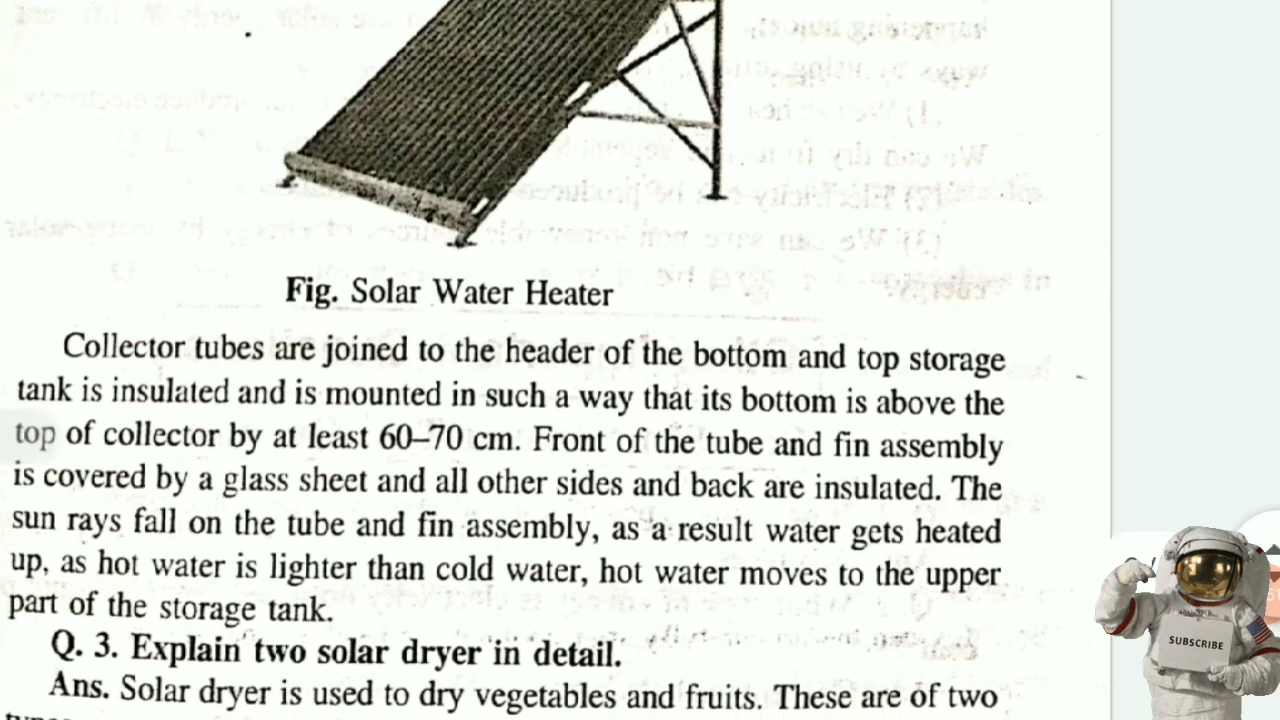 Fig. Solar Water Heater
Collector tubes are joined to the header of the bottom and top storage
tank is insulated and is mounted in such a way that its bottom is above the
top of collector by at least 60–70 cm. Front of the tube and fin assembly
is covered by a glass sheet and all other sides and back are insulated. The
sun rays fall on the tube and fin assembly, as a result water gets heated
up, as hot water is lighter than cold water, hot water moves to the upper
part of the storage tank.
Q. 3. Explain two solar dryer in detail.
Ans. Solar dryer is used to dry vegetables and fruits. These are of two
SUBSCRIBE